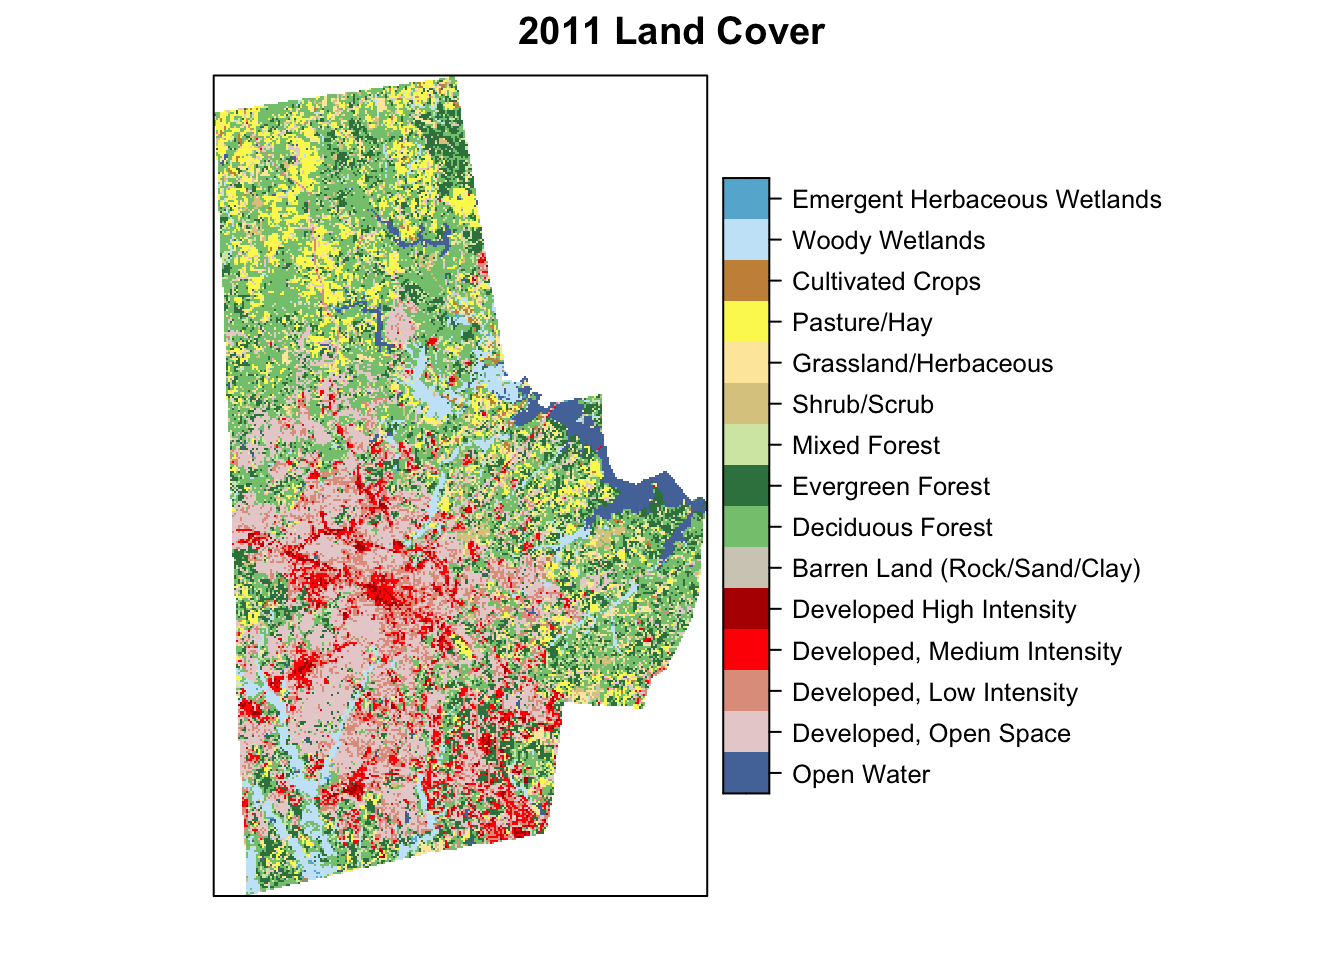 2011 Land Cover
Emergent Herbaceous Wetlands
Woody Wetlands
Cultivated Crops
Pasture/Hay
Grassland/Herbaceous
Shrub/Scrub
Mixed Forest
Evergreen Forest
Deciduous Forest
Barren Land (Rock/Sand/Clay)
Developed High Intensity
Developed, Medium Intensity
Developed, Low Intensity
Developed, Open Space
Open Water